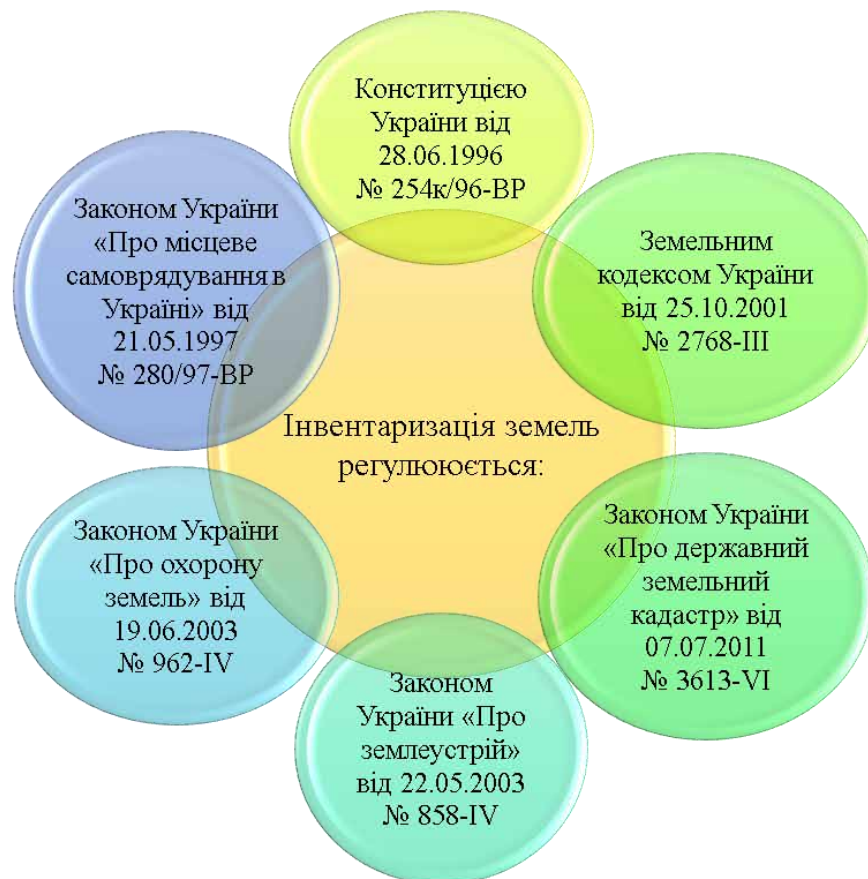 Конституцією
України від
28.06.1996
№ 254к/96-ВР
Земельним
кодексом України
від 25.10.2001
№ 2768-III
Законом України
«Про державний
земельний
кадастр» від
07.07.2011
№ 3613-VI
Законом
України «Про
землеустрій»
від 22.05.2003
№ 858-IV
Законом України
«Про охорону
земель» від
19.06.2003
№ 962-IV
Законом України
«Про місцеве
самоврядування в
Україні» від
21.05.1997
№ 280/97-ВР
Інвентаризація земель
регулююється: